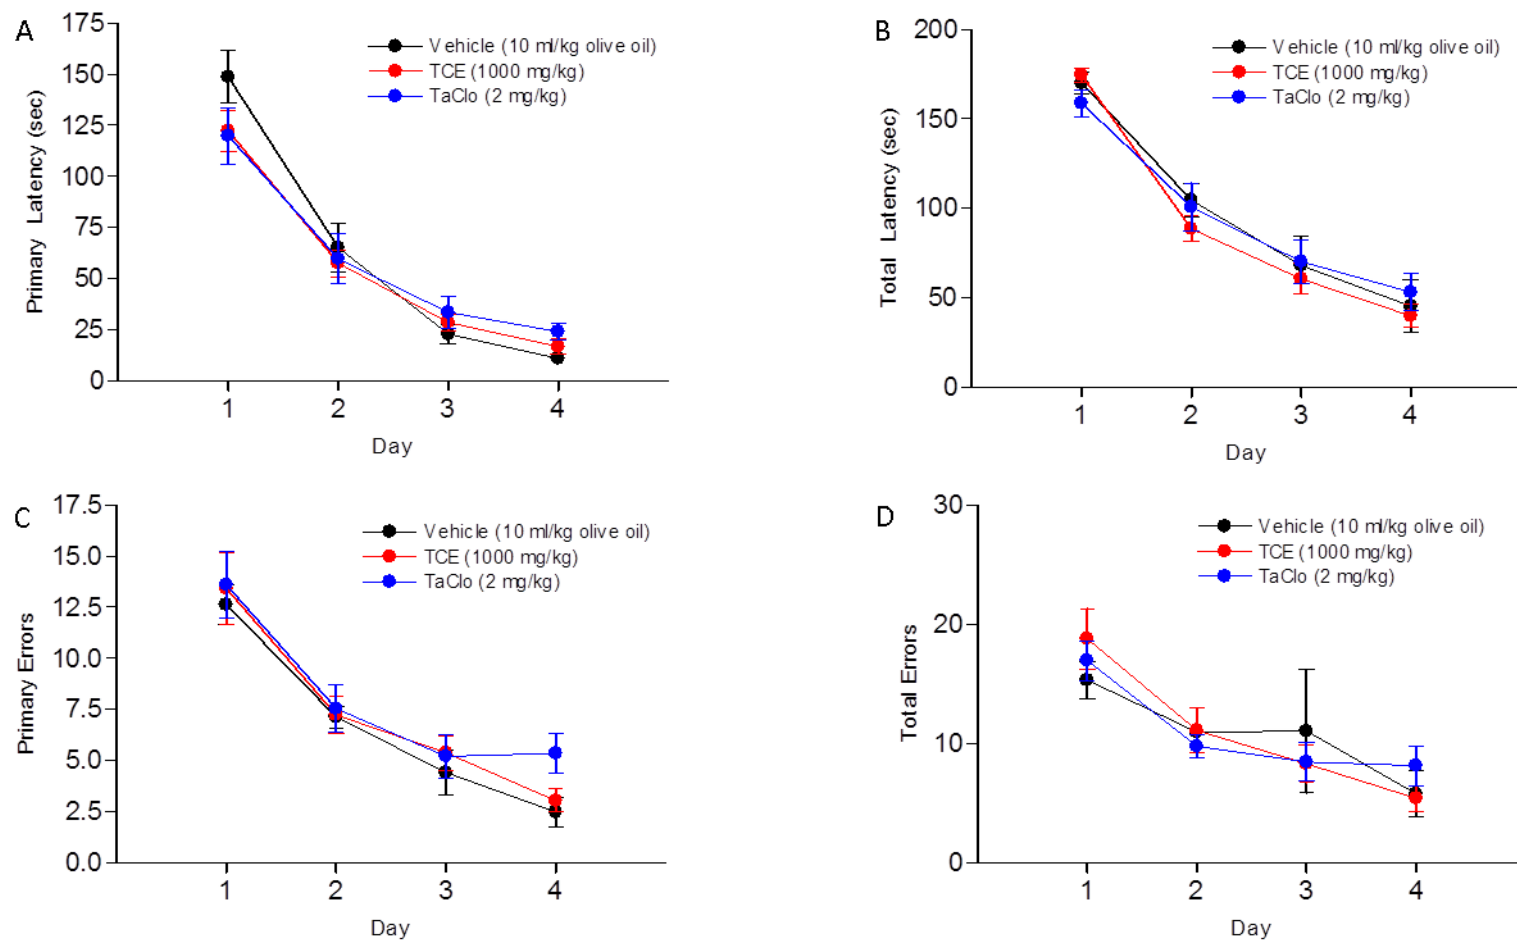 A
175
150
125
100
75
50
25
0
Primary Latency (sec)
Vehicle (10 ml/kg olive oil)
TCE (1000 mg/kg)
TaClo (2 mg/kg)
1 2 3 4
Day
B
200
150
100
50
0
Total Latency (sec)
Vehicle (10 ml/kg olive oil)
TCE (1000 mg/kg)
TaClo (2 mg/kg)
1 2 3 4
Day
C
17.5
15.0
12.5
10.0
7.5
5.0
2.5
0.0
Primary Errors
Vehicle (10 ml/kg olive oil)
TCE (1000 mg/kg)
TaClo (2 mg/kg)
1 2 3 4
Day
D
30
20
10
0
Total Errors
Vehicle (10 ml/kg olive oil)
TCE (1000 mg/kg)
TaClo (2 mg/kg)
1 2 3 4
Day